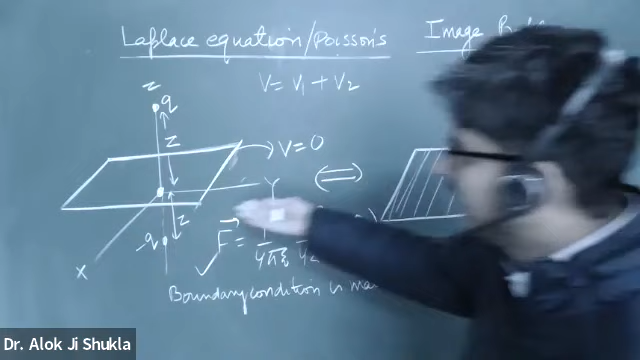 Laplace equation/Poisson's Image
V = V1 + V2
z
q
z
V=0
Y
z
-q
F =
X
Boundary condition is
Dr. Alok Ji Shukla